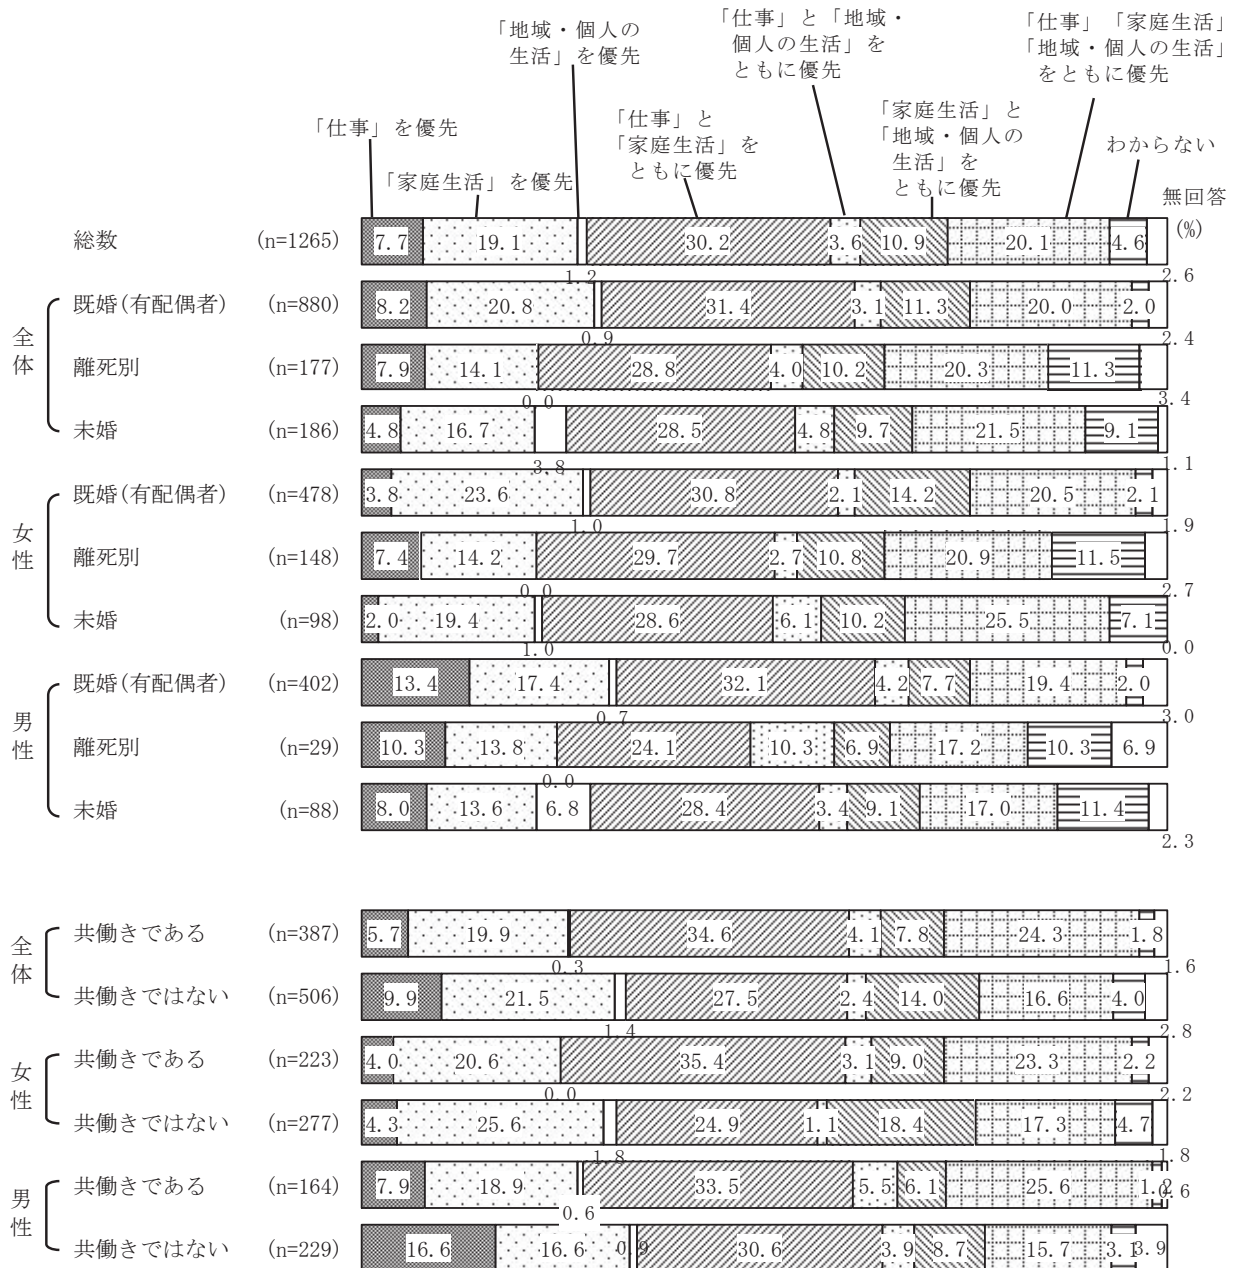 「地域・個人の
生活」を優先
「仕事」と「地域・
個人の生活」を
ともに優先
「仕事」「家庭生活」
「地域・個人の生活」
をともに優先
「仕事」を優先
「家庭生活」を優先
「仕事」と
「家庭生活」を
ともに優先
「家庭生活」と
「地域・個人の
生活」を
ともに優先
わからない
無回答
(%)
総数 (n=1265) 7.7 19.1 1.2 30.2 3.6 10.9 20.1 4.6 2.6
全体
既婚(有配偶者) (n=880) 8.2 20.8 0.9 31.4 3.1 11.3 20.0 2.0 2.4
離死別 (n=177) 7.9 14.1 0.0 28.8 4.0 10.2 20.3 11.3 3.4
未婚 (n=186) 4.8 16.7 3.8 28.5 4.8 9.7 21.5 9.1 1.1
女性
既婚(有配偶者) (n=478) 3.8 23.6 1.0 30.8 2.1 14.2 20.5 2.1 1.9
離死別 (n=148) 7.4 14.2 0.0 29.7 2.7 10.8 20.9 11.5 2.7
未婚 (n=98) 2.0 19.4 1.0 28.6 6.1 10.2 25.5 7.1 0.0
男性
既婚(有配偶者) (n=402) 13.4 17.4 0.7 32.1 4.2 7.7 19.4 2.0 3.0
離死別 (n=29) 10.3 13.8 0.0 24.1 10.3 6.9 17.2 10.3 6.9
未婚 (n=88) 8.0 13.6 6.8 28.4 3.4 9.1 17.0 11.4 2.3
全体
共働きである (n=387) 5.7 19.9 0.3 34.6 4.1 7.8 24.3 1.8 1.6
共働きではない (n=506) 9.9 21.5 1.4 27.5 2.4 14.0 16.6 4.0 2.8
女性
共働きである (n=223) 4.0 20.6 0.0 35.4 3.1 9.0 23.3 2.2 2.2
共働きではない (n=277) 4.3 25.6 1.8 24.9 1.1 18.4 17.3 4.7 1.8
男性
共働きである (n=164) 7.9 18.9 0.6 33.5 5.5 6.1 25.6 1.2 0.6
共働きではない (n=229) 16.6 16.6 0.9 30.6 3.9 8.7 15.7 3.1 3.9